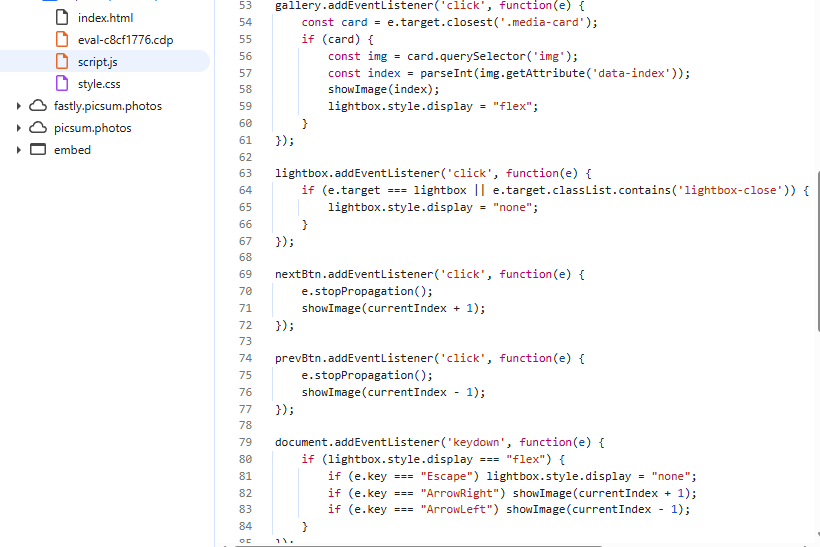 index.html
eval-c8cf1776.cdp
script.js
style.css
fastly.picsum.photos
picsum.photos
embed
53 gallery.addEventListener('click', function(e) {
54     const card = e.target.closest('.media-card');
55     if (card) {
56         const img = card.querySelector('img');
57         const index = parseInt(img.getAttribute('data-index'));
58         showImage(index);
59         lightbox.style.display = "flex";
60     }
61 });
62
63 lightbox.addEventListener('click', function(e) {
64     if (e.target === lightbox || e.target.classList.contains('lightbox-close')) {
65         lightbox.style.display = "none";
66     }
67 });
68
69 nextBtn.addEventListener('click', function(e) {
70     e.stopPropagation();
71     showImage(currentIndex + 1);
72 });
73
74 prevBtn.addEventListener('click', function(e) {
75     e.stopPropagation();
76     showImage(currentIndex - 1);
77 });
78
79 document.addEventListener('keydown', function(e) {
80     if (lightbox.style.display === "flex") {
81         if (e.key === "Escape") lightbox.style.display = "none";
82         if (e.key === "ArrowRight") showImage(currentIndex + 1);
83         if (e.key === "ArrowLeft") showImage(currentIndex - 1);
84     }
85 });